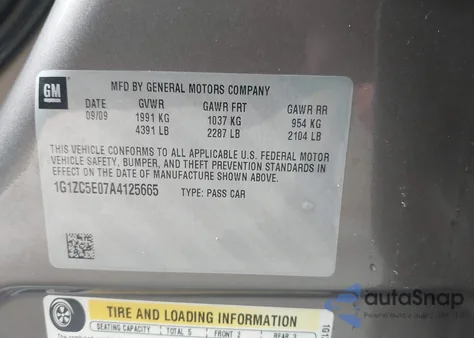 GM
MFD BY GENERAL MOTORS COMPANY
DATE GVWR GAWR FRT GAWR RR
09/09 1991 KG 1037 KG 954 KG
4391 LB 2287 LB 2104 LB
THIS VEHICLE CONFORMS TO ALL APPLICABLE U.S. FEDERAL MOTOR
VEHICLE SAFETY, BUMPER, AND THEFT PREVENTION STANDARDS IN
EFFECT ON THE DATE OF MANUFACTURE SHOWN ABOVE.
1G1ZC5E07A4125665 TYPE: PASS CAR
autoSnap
TIRE AND LOADING INFORMATION
SEATING CAPACITY TOTAL 5 FRONT 2 REAR 3